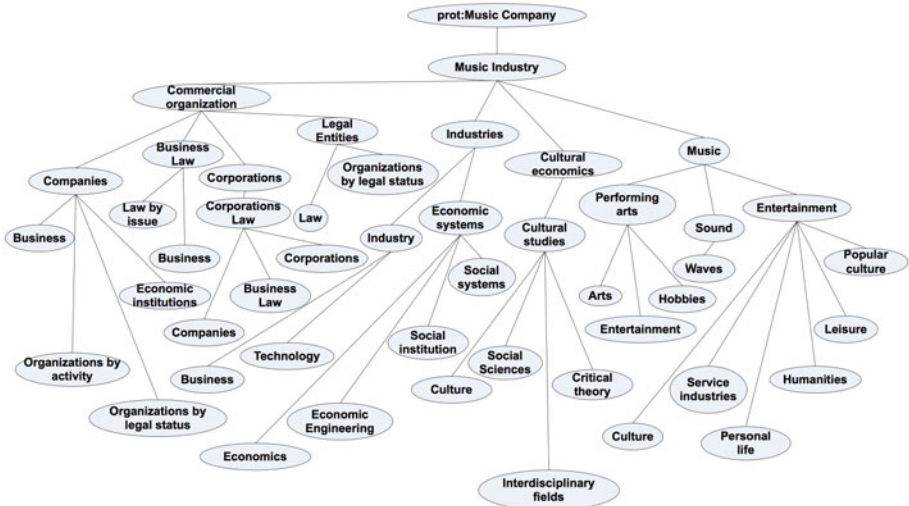 prot:Music Company
Music Industry
Commercial
organization
Legal
Entities
Industries
Business
Law
Cultural
economics
Music
Companies
Corporations
Organizations
by legal status
Performing
arts
Law by
issue
Corporations
Law
Law
Economic
systems
Entertainment
Business
Industry
Cultural
studies
Sound
Business
Corporations
Popular
culture
Economic
institutions
Business
Law
Social
systems
Waves
Arts
Hobbies
Companies
Entertainment
Leisure
Social
institution
Technology
Organizations by
activity
Business
Social
Sciences
Culture
Critical
theory
Service
industries
Humanities
Organizations by
legal status
Economic
Engineering
Culture
Personal
life
Economics
Interdisciplinary
fields